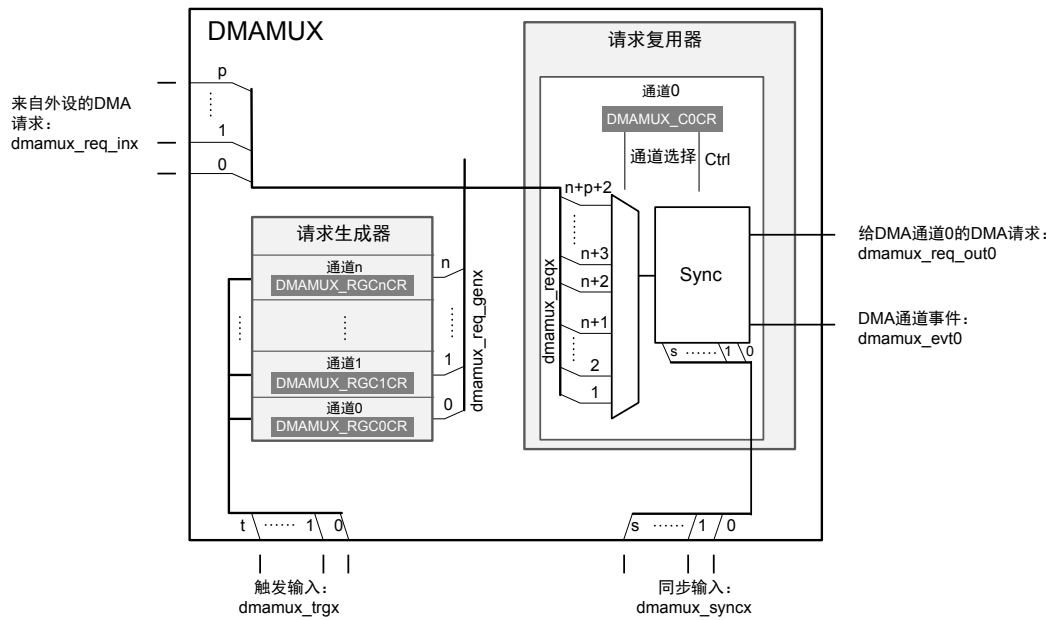 DMAMUX
请求复用器
p
来自外设的DMA
请求：
dmamux_req_inx
1
0
通道0
DMAMUX_C0CR
通道选择
Ctrl
n+p+2
n+3
n+2
n+1
2
1
dmamux_reqx
Sync
s …… 1 0
给DMA通道0的DMA请求：
dmamux_req_out0
DMA通道事件：
dmamux_evt0
请求生成器
通道n
DMAMUX_RGCnCR
n
通道1
DMAMUX_RGC1CR
1
通道0
DMAMUX_RGC0CR
0
dmamux_req_genx
t …… 1 0
触发输入：
dmamux_trgx
s …… 1 0
同步输入：
dmamux_syncx